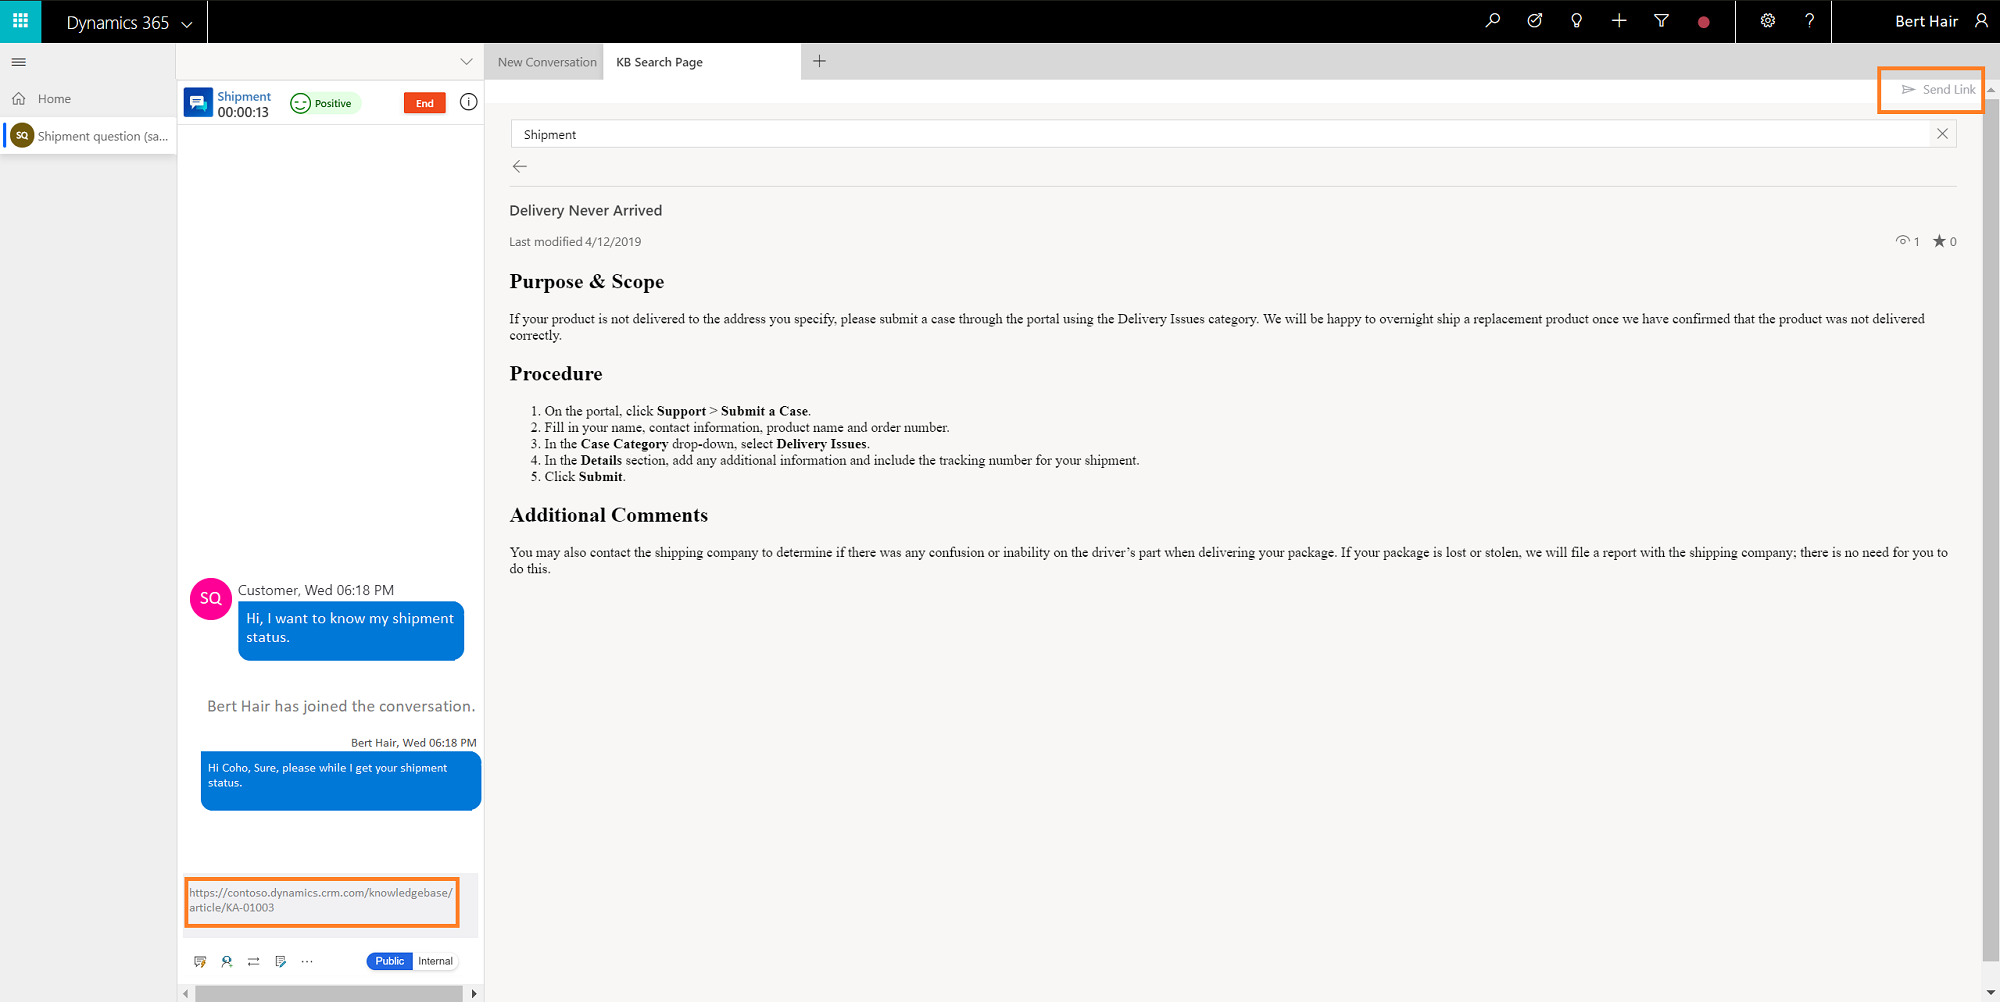 Dynamics 365
Bert Hair
New Conversation
KB Search Page
Home
SQ
Shipment question (sa...
Shipment
00:00:13
Positive
End
Send Link
Shipment
Delivery Never Arrived
Last modified 4/12/2019
1
0
Purpose & Scope
If your product is not delivered to the address you specify, please submit a case through the portal using the Delivery Issues category. We will be happy to overnight ship a replacement product once we have confirmed that the product was not delivered
correctly.
Procedure
1. On the portal, click Support > Submit a Case.
2. Fill in your name, contact information, product name and order number.
3. In the Case Category drop-down, select Delivery Issues.
4. In the Details section, add any additional information and include the tracking number for your shipment.
5. Click Submit.
Additional Comments
You may also contact the shipping company to determine if there was any confusion or inability on the driver’s part when delivering your package. If your package is lost or stolen, we will file a report with the shipping company; there is no need for you to
do this.
SQ
Customer, Wed 06:18 PM
Hi, I want to know my shipment
status.
Bert Hair has joined the conversation.
Bert Hair, Wed 06:18 PM
Hi Coho, Sure, please while I get your shipment
status.
https://contoso.dynamics.crm.com/knowledgebase/
article/KA-01003
Public
Internal